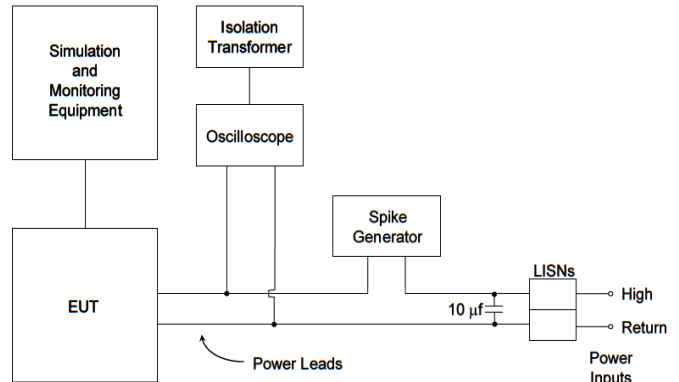 Simulation
and
Monitoring
Equipment
Isolation
Transformer
Oscilloscope
Spike
Generator
EUT
LISNs
High
10 μf
Return
Power Leads
Power
Inputs